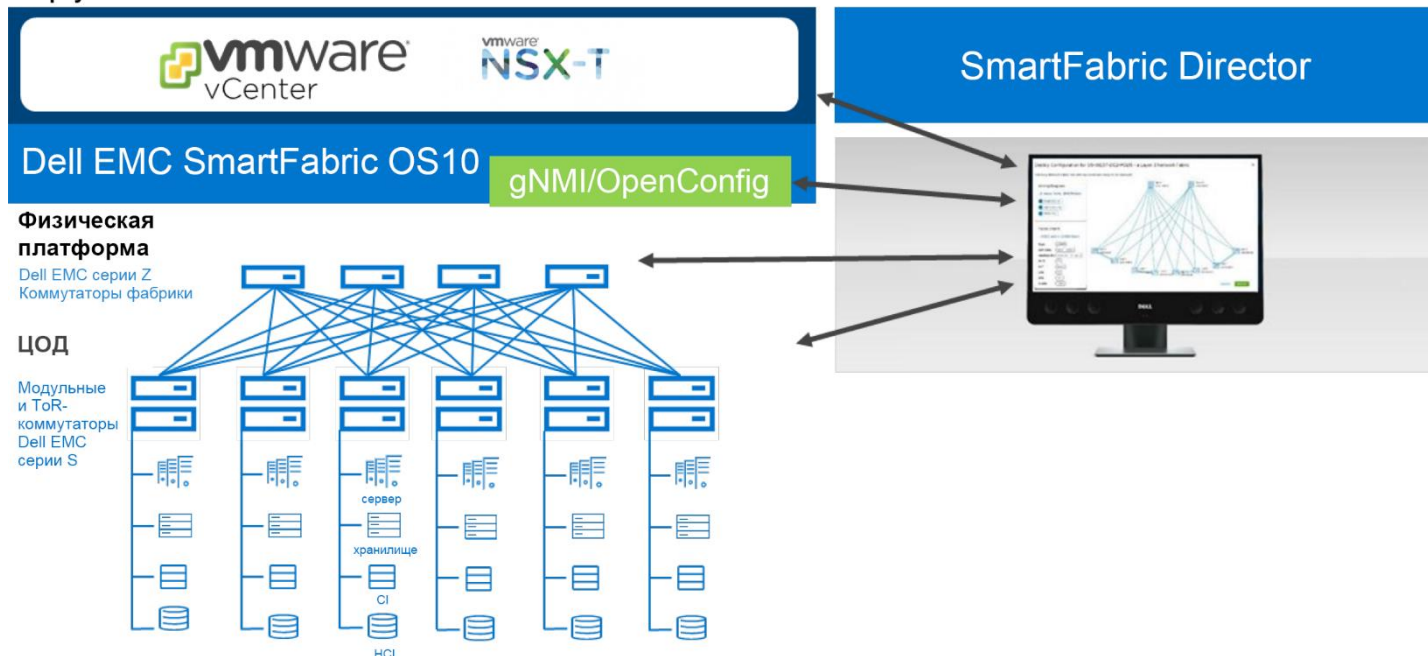 vmware
vCenter
vmware
NSX-T
SmartFabric Director
Dell EMC SmartFabric OS10
gNMI/OpenConfig
Физическая
платформа
Dell EMC серии Z
Коммутаторы фабрики
ЦОД
Модульные
и ToR-
коммутаторы
Dell EMC
серии S
сервер
хранилище
CI
HCI
DELL